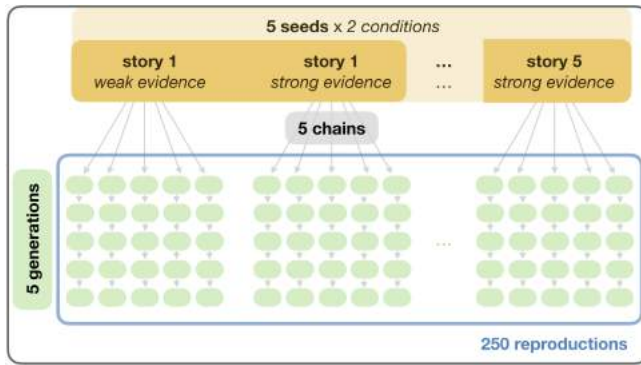 5 seeds x 2 conditions
story 1
weak evidence
story 1
strong evidence
...
...
story 5
strong evidence
5 chains
5 generations
...
250 reproductions